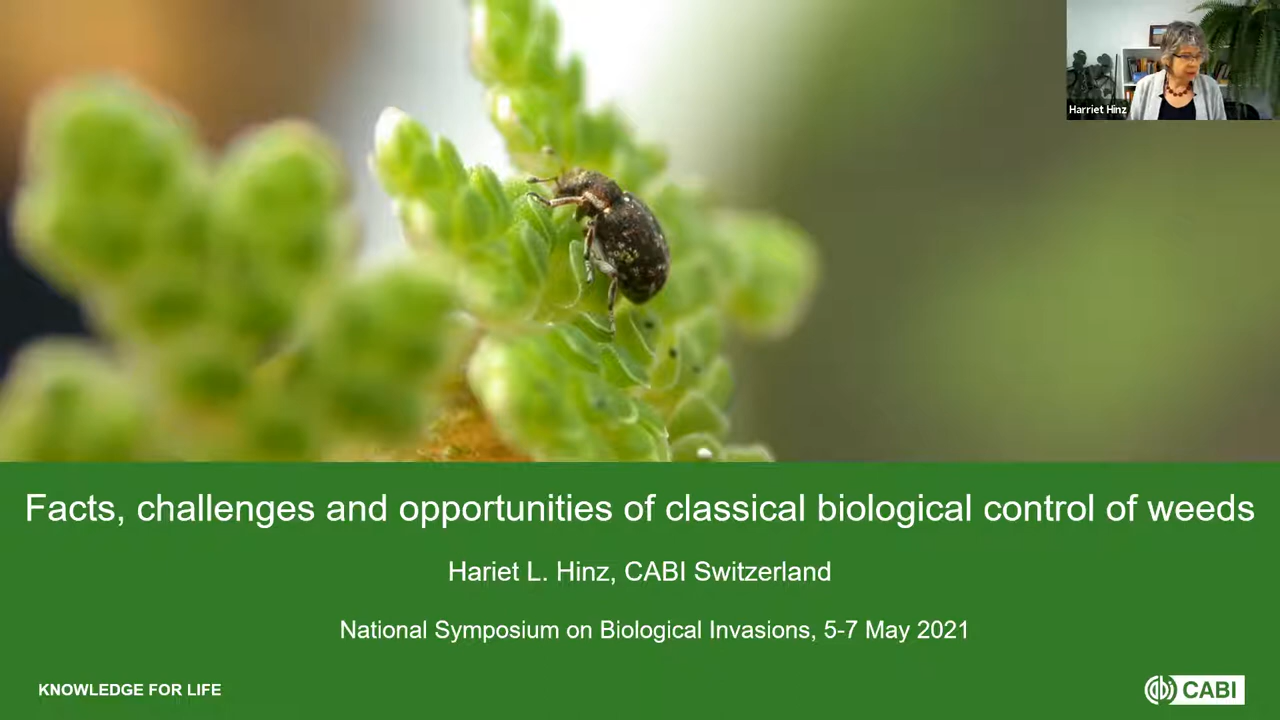 Harriet Hinz
Facts, challenges and opportunities of classical biological control of weeds
Hariet L. Hinz, CABI Switzerland
National Symposium on Biological Invasions, 5-7 May 2021
KNOWLEDGE FOR LIFE
cabi CABI